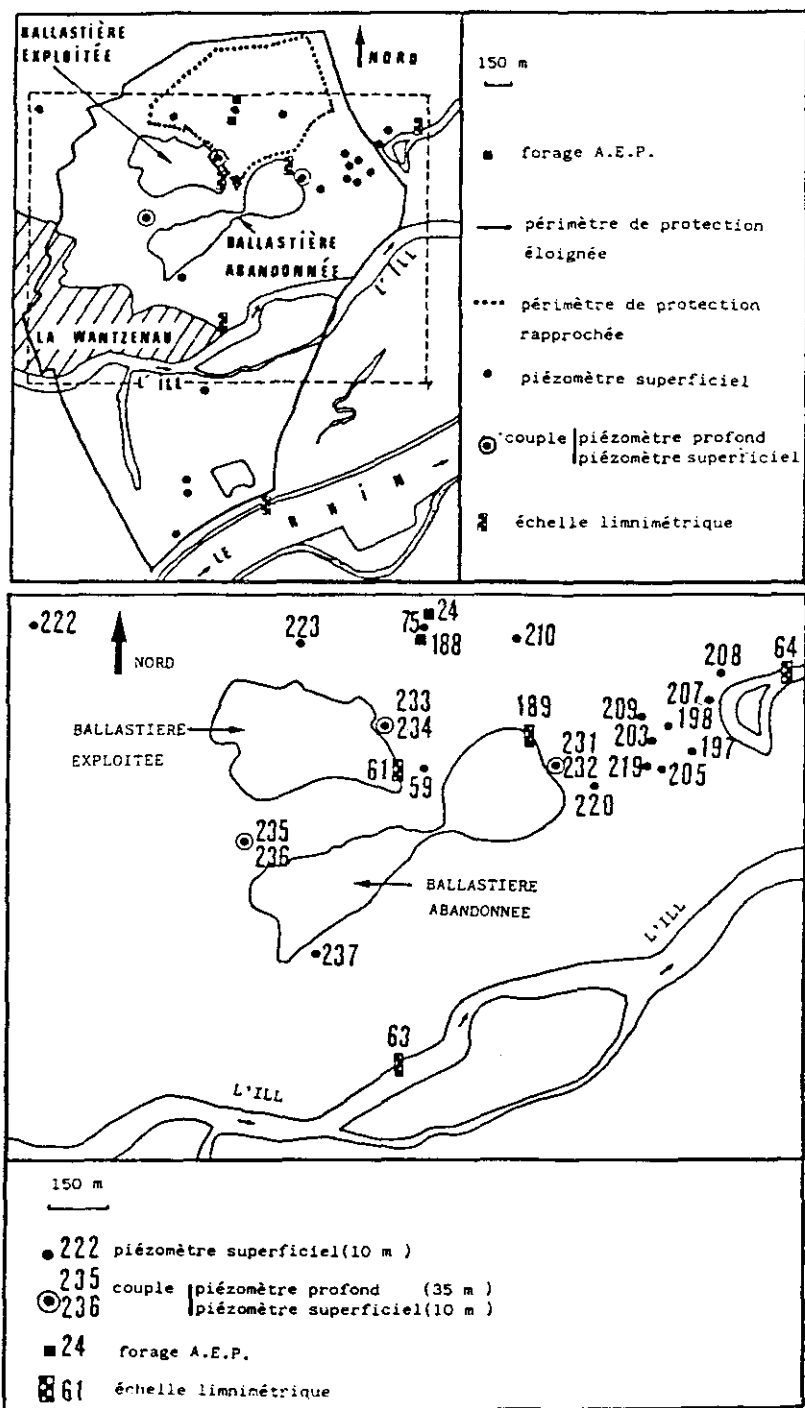 BALLASTIÈRE
EXPLOITÉE
NORD
BALLASTIÈRE
ABANDONNÉE
L'ILL
LA WANTZENAU
L'ILL
LE RHIN
150 m
forage A.E.P.
périmètre de protection
éloignée
périmètre de protection
rapprochée
piézomètre superficiel
couple piézomètre profond
piézomètre superficiel
échelle limnimétrique
222
NORD
223
75
24
188
210
208
64
BALLASTIERE
EXPLOITEE
233
234
189
209
207
198
203
197
61
59
231
232
219
205
220
235
236
BALLASTIERE
ABANDONNEE
237
L'ILL
63
L'ILL
150 m
222 piézomètre superficiel (10 m )
235
236
couple piézomètre profond (35 m )
piézomètre superficiel (10 m )
24 forage A.E.P.
61 échelle limnimétrique